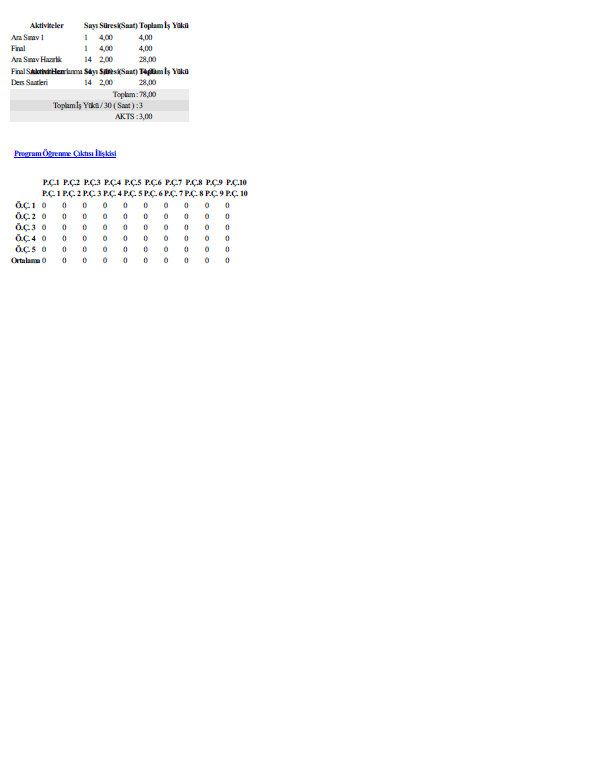 Aktiviteler Sayı Süresi(Saat) Toplam İş Yükü
Ara Sınav 1 1 4,00 4,00
Final 1 4,00 4,00
Ara Sınav Hazırlık 14 2,00 28,00
Final
Ders Saatleri 14 2,00 28,00
Toplam : 78,00
Toplam İş Yükü / 30 ( Saat ) : 3
AKTS : 3,00
Program Öğrenme Çıktısı İlişkisi
P.Ç.1 P.Ç.2 P.Ç.3 P.Ç.4 P.Ç.5 P.Ç.6 P.Ç.7 P.Ç.8 P.Ç.9 P.Ç.10
P.Ç. 1 P.Ç. 2 P.Ç. 3 P.Ç. 4 P.Ç. 5 P.Ç. 6 P.Ç. 7 P.Ç. 8 P.Ç. 9 P.Ç. 10
Ö.Ç. 1 0 0 0 0 0 0 0 0 0 0
Ö.Ç. 2 0 0 0 0 0 0 0 0 0 0
Ö.Ç. 3 0 0 0 0 0 0 0 0 0 0
Ö.Ç. 4 0 0 0 0 0 0 0 0 0 0
Ö.Ç. 5 0 0 0 0 0 0 0 0 0 0
Ortalama 0 0 0 0 0 0 0 0 0 0